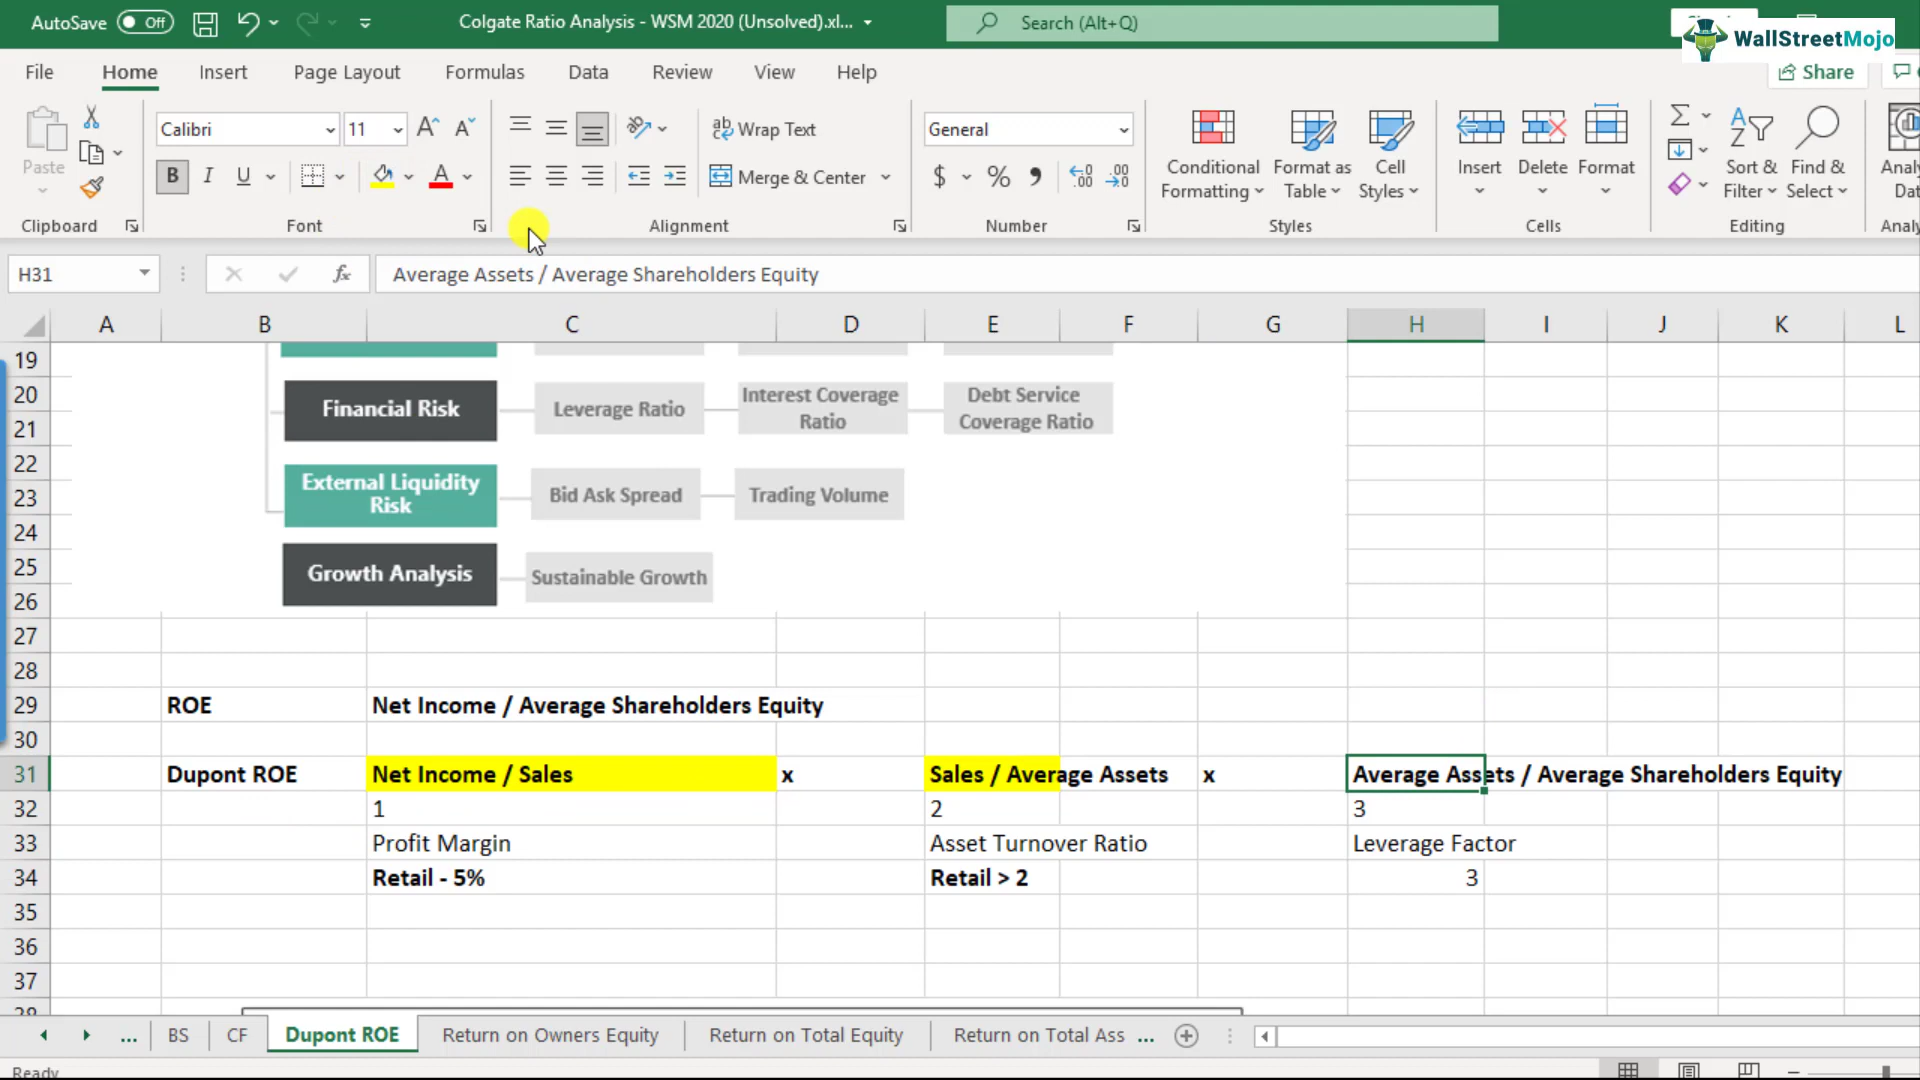 AutoSave Off
Colgate Ratio Analysis - WSM 2020 (Unsolved).xl...
Search (Alt+Q)
WallStreetMojo
File Home Insert Page Layout Formulas Data Review View Help
Share
Paste
Calibri 11
B I U A
ab Wrap Text
Merge & Center
General
$ % 9
Conditional Formatting
Format as Table
Cell Styles
Insert Delete Format
Sort & Filter
Find & Select
Clipboard Font Alignment Number Styles Cells Editing
H31 fx Average Assets / Average Shareholders Equity
A B C D E F G H I J K L
19
20
21
22
23
24
25
26
27
28
29
30
31
32
33
34
35
36
37
Financial Risk Leverage Ratio Interest Coverage Ratio Debt Service Coverage Ratio
External Liquidity Risk Bid Ask Spread Trading Volume
Growth Analysis Sustainable Growth
ROE Net Income / Average Shareholders Equity
Dupont ROE Net Income / Sales x Sales / Average Assets x Average Assets / Average Shareholders Equity
1 2 3
Profit Margin Asset Turnover Ratio Leverage Factor
Retail - 5% Retail > 2 3
... BS CF Dupont ROE Return on Owners Equity Return on Total Equity Return on Total Ass ...
Ready